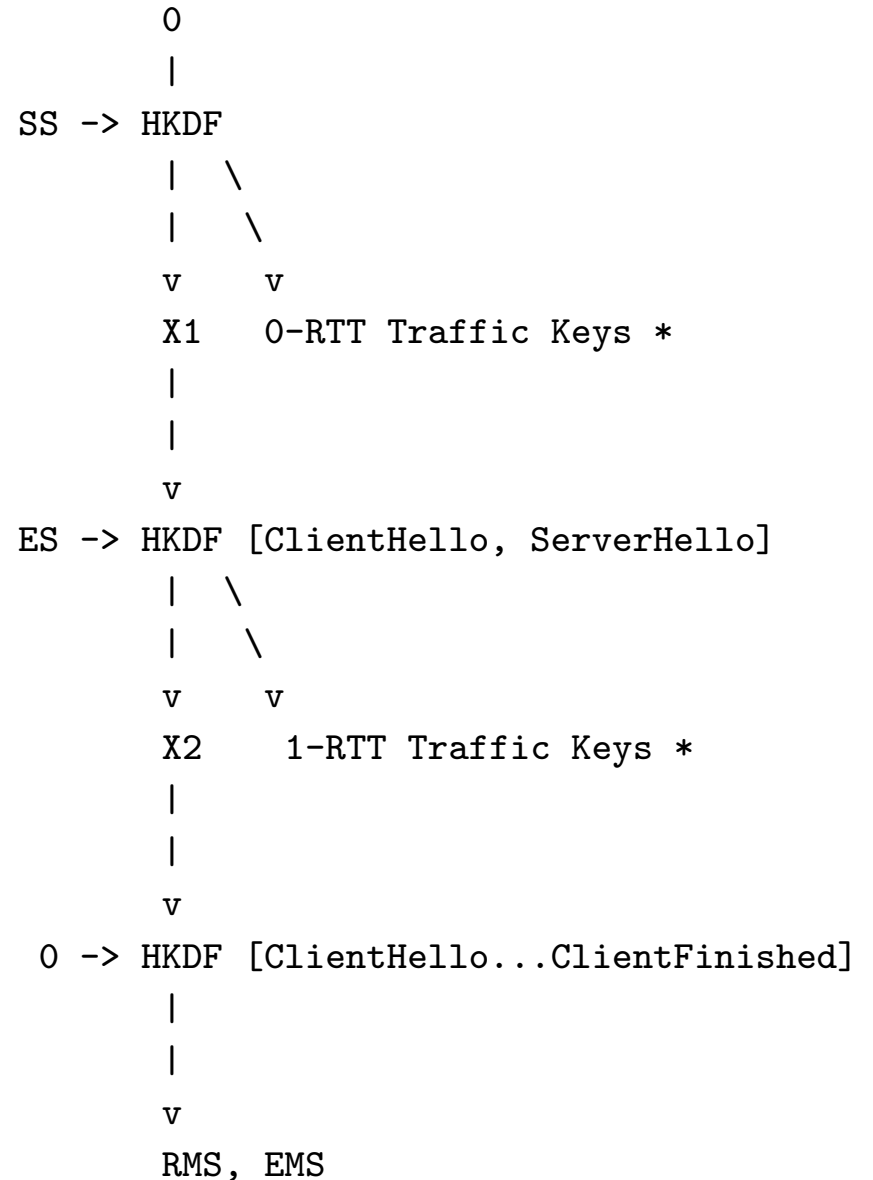 0
       |
SS -> HKDF
       |  \
       |   \
       v    v
       X1   0-RTT Traffic Keys *
       |
       |
       v
ES -> HKDF [ClientHello, ServerHello]
       |  \
       |   \
       v    v
       X2    1-RTT Traffic Keys *
       |
       |
       v
 0 -> HKDF [ClientHello...ClientFinished]
       |
       |
       v
       RMS, EMS